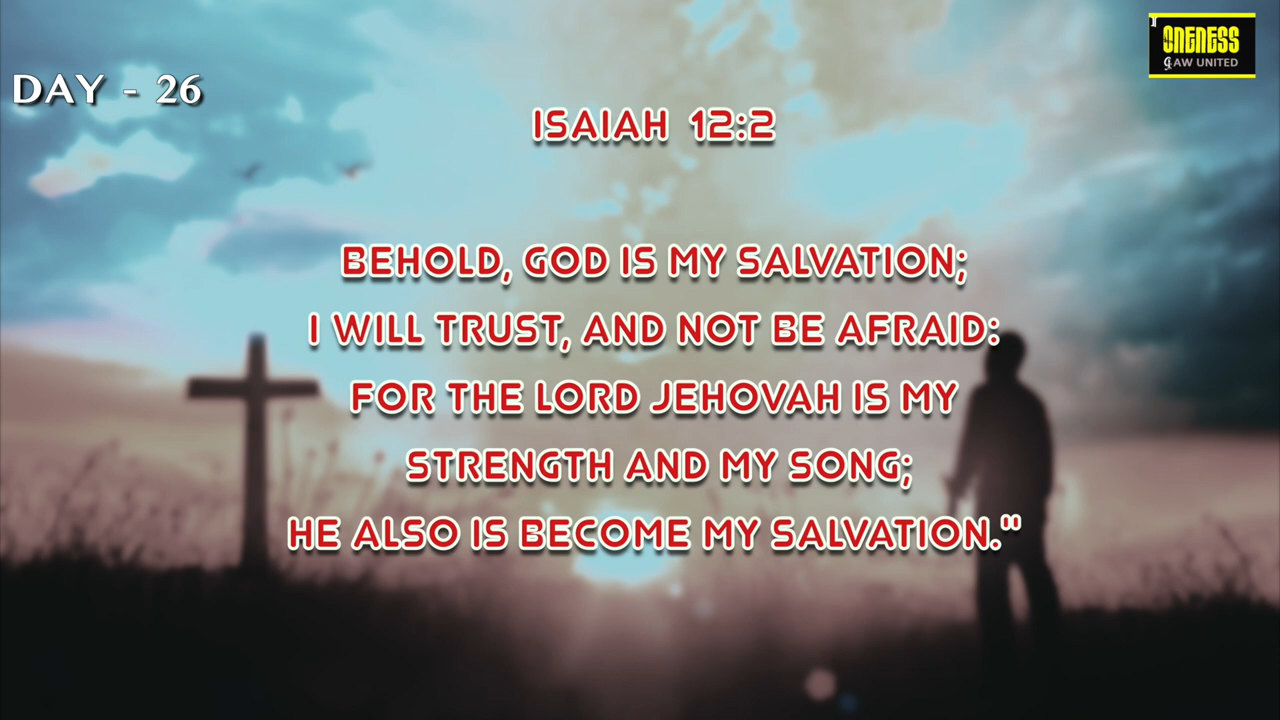 ONENESS
gAW UNITED
DAY - 26
ISAIAH 12:2
BEHOLD, GOD IS MY SALVATION;
I WILL TRUST, AND NOT BE AFRAID:
FOR THE LORD JEHOVAH IS MY
STRENGTH AND MY SONG;
HE ALSO IS BECOME MY SALVATION."